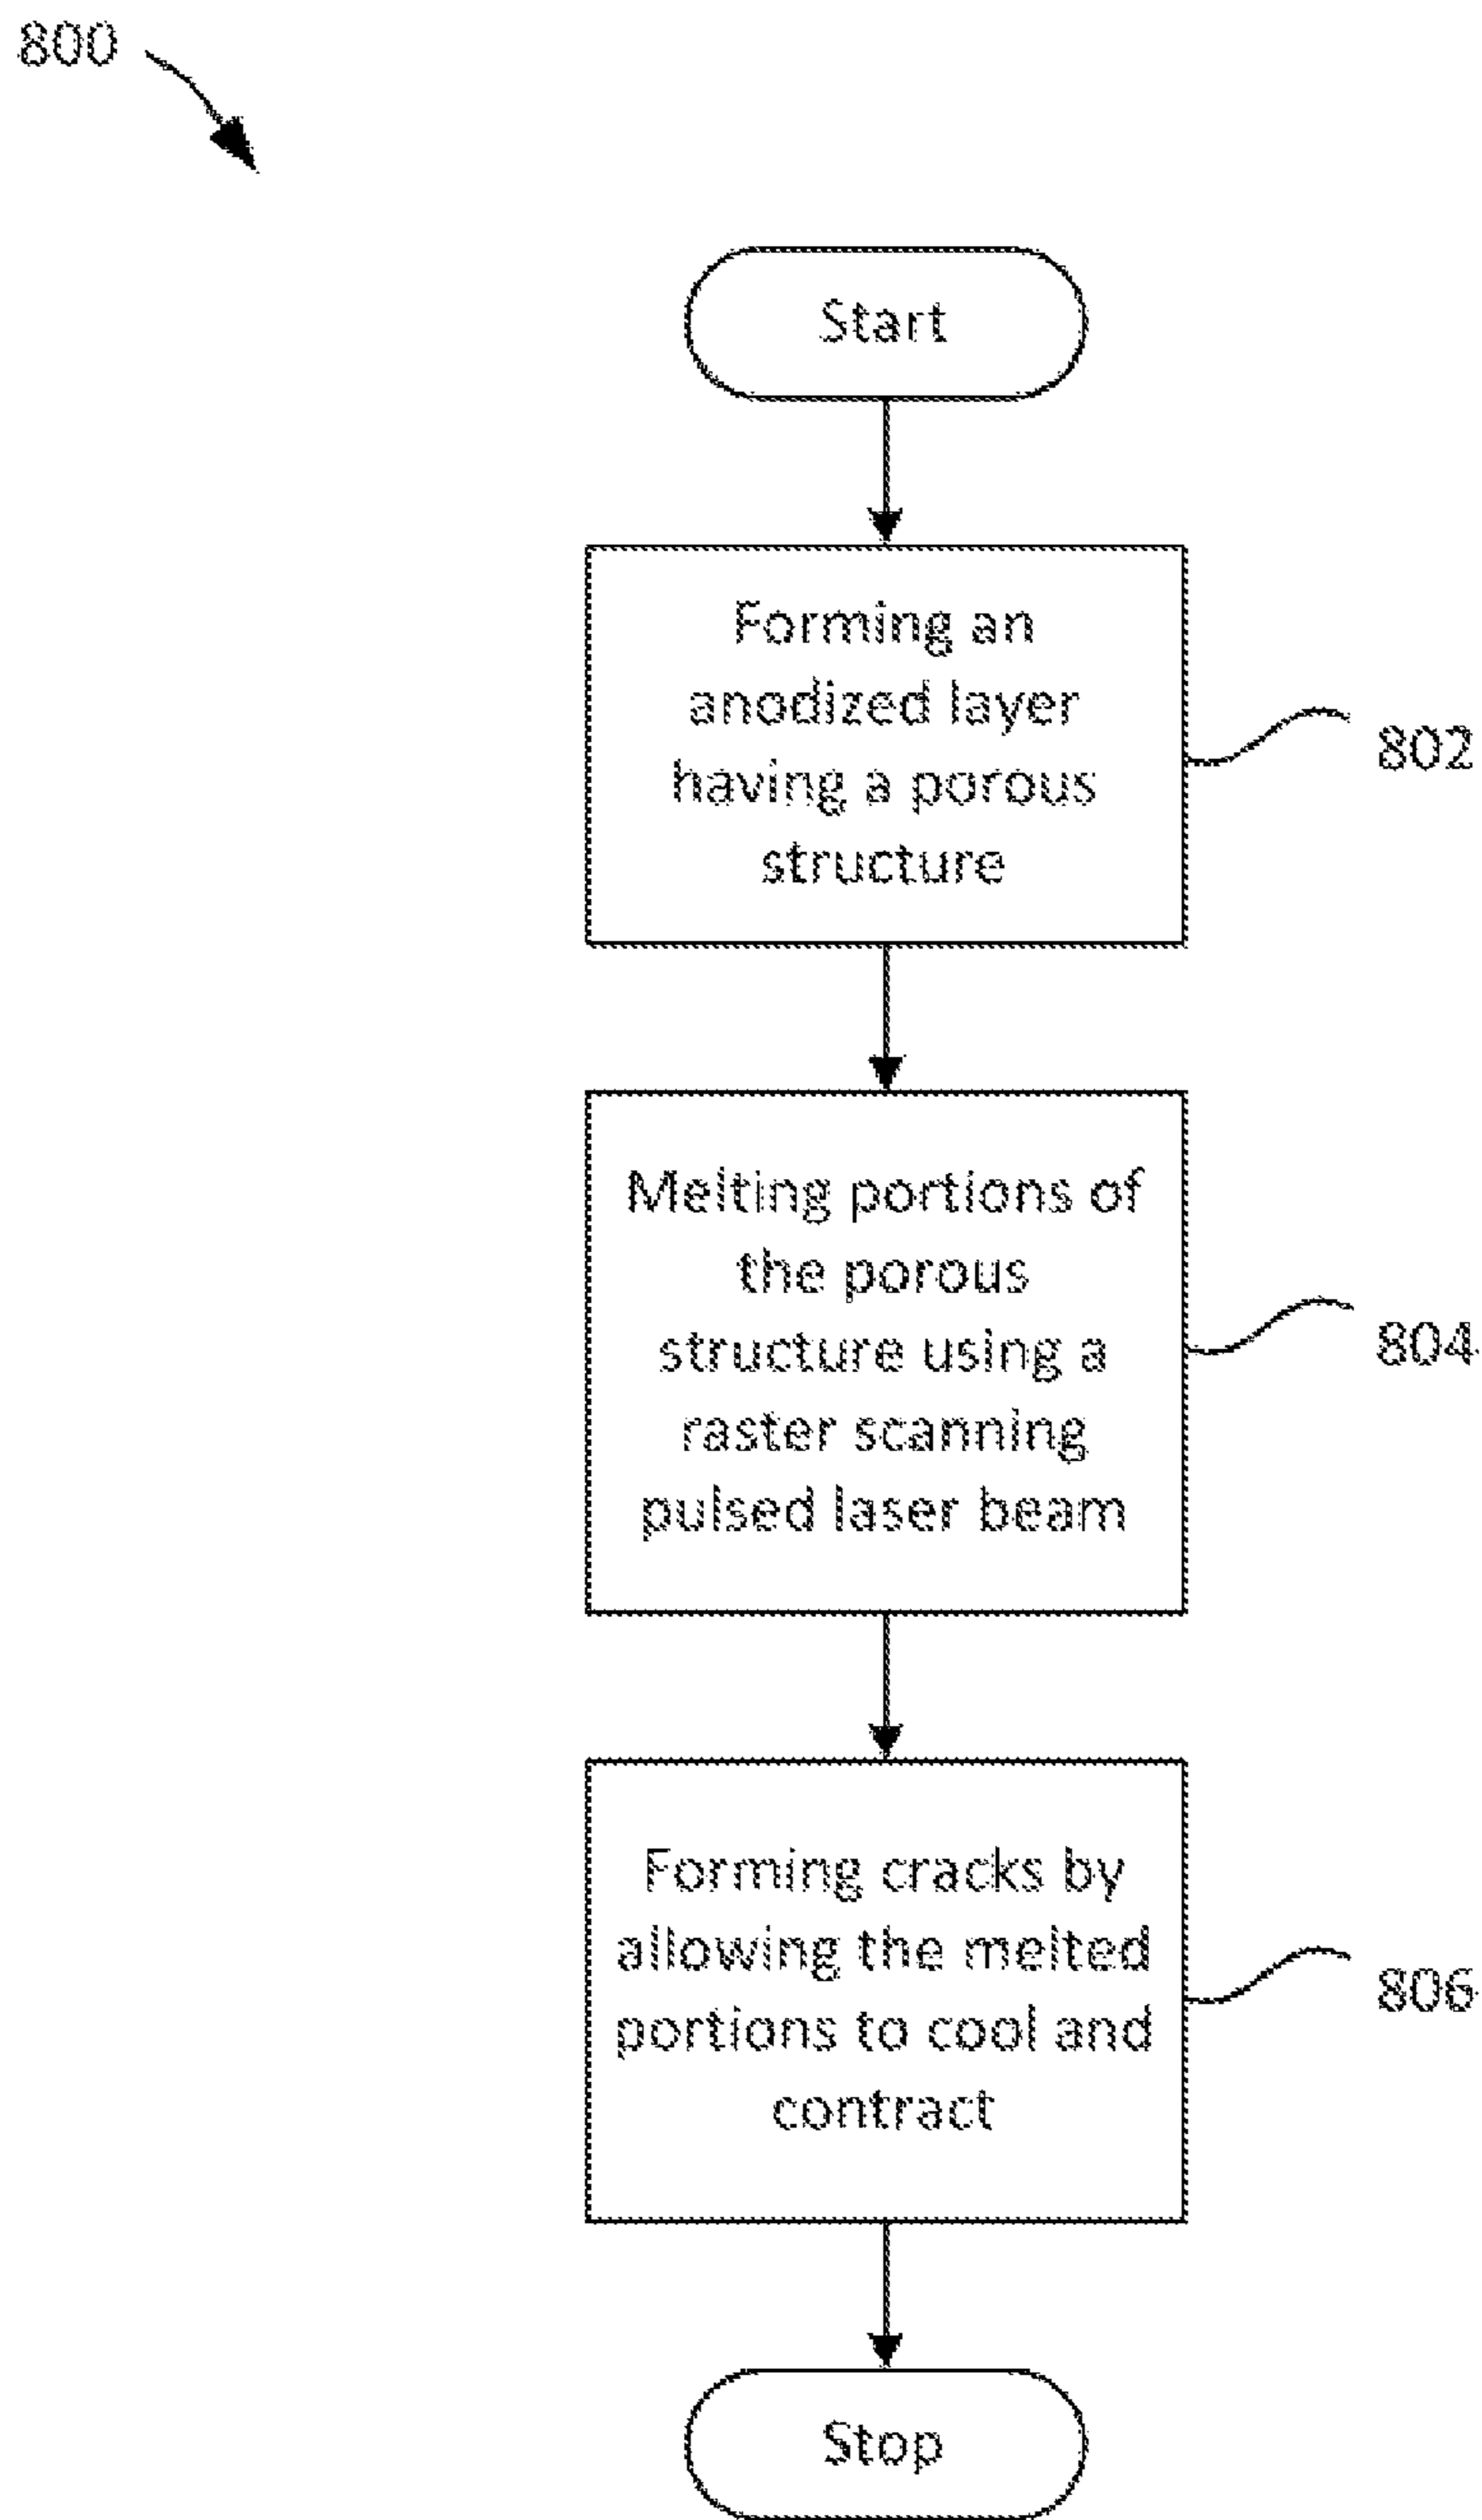 800
Start
Forming an
anodized layer
having a porous
structure
802
Melting portions of
the porous
structure using a
raster scanning
pulsed laser beam
804
Forming cracks by
allowing the melted
portions to cool and
contract
806
Stop